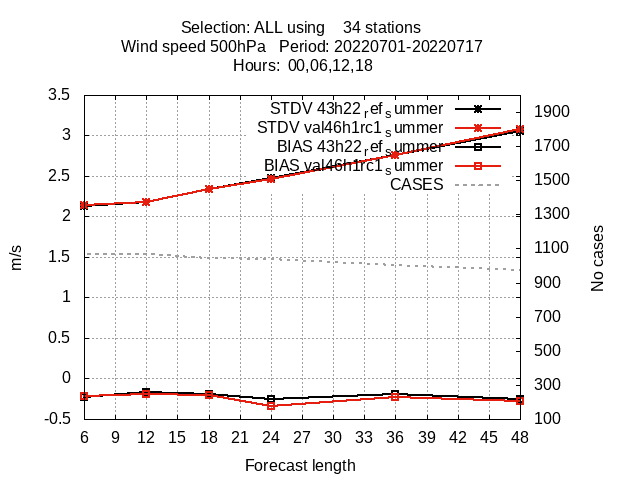 Selection: ALL using    34 stations
Wind speed 500hPa   Period: 20220701-20220717
Hours:  00,06,12,18
STDV 43h22ref_summer
STDV val46h1rc1_summer
BIAS 43h22ref_summer
BIAS val46h1rc1_summer
CASES
3.5
3
2.5
2
1.5
1
0.5
0
-0.5
m/s
1900
1700
1500
1300
1100
900
700
500
300
100
No cases
6 9 12 15 18 21 24 27 30 33 36 39 42 45 48
Forecast length